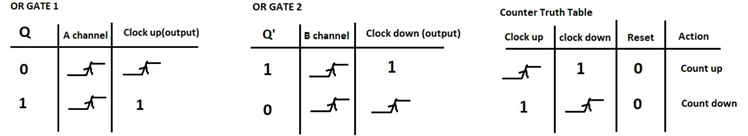 OR GATE 1
Q A channel Clock up(output)
0
1 1
OR GATE 2
Q' B channel Clock down (output)
1 1
0
Counter Truth Table
Clock up clock down Reset Action
1 0 Count up
1 0 Count down